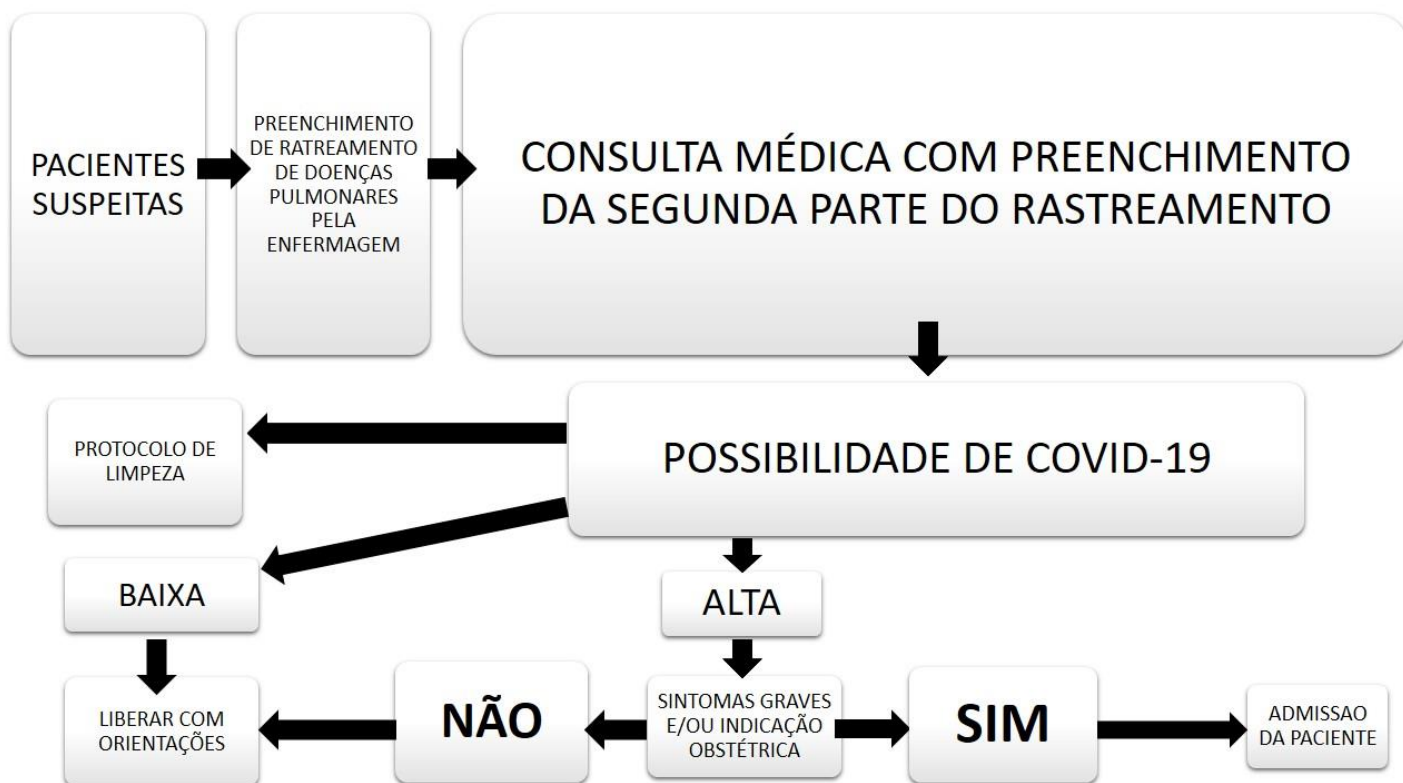 PACIENTES
SUSPEITAS
PREENCHIMENTO
DE RATREAMENTO
DE DOENÇAS
PULMONARES
PELA
ENFERMAGEM
CONSULTA MÉDICA COM PREENCHIMENTO
DA SEGUNDA PARTE DO RASTREAMENTO
PROTOCOLO DE
LIMPEZA
POSSIBILIDADE DE COVID-19
BAIXA
ALTA
LIBERAR COM
ORIENTAÇÕES
NÃO
SINTOMAS GRAVES
E/OU INDICAÇÃO
OBSTÉTRICA
SIM
ADMISSAO
DA PACIENTE